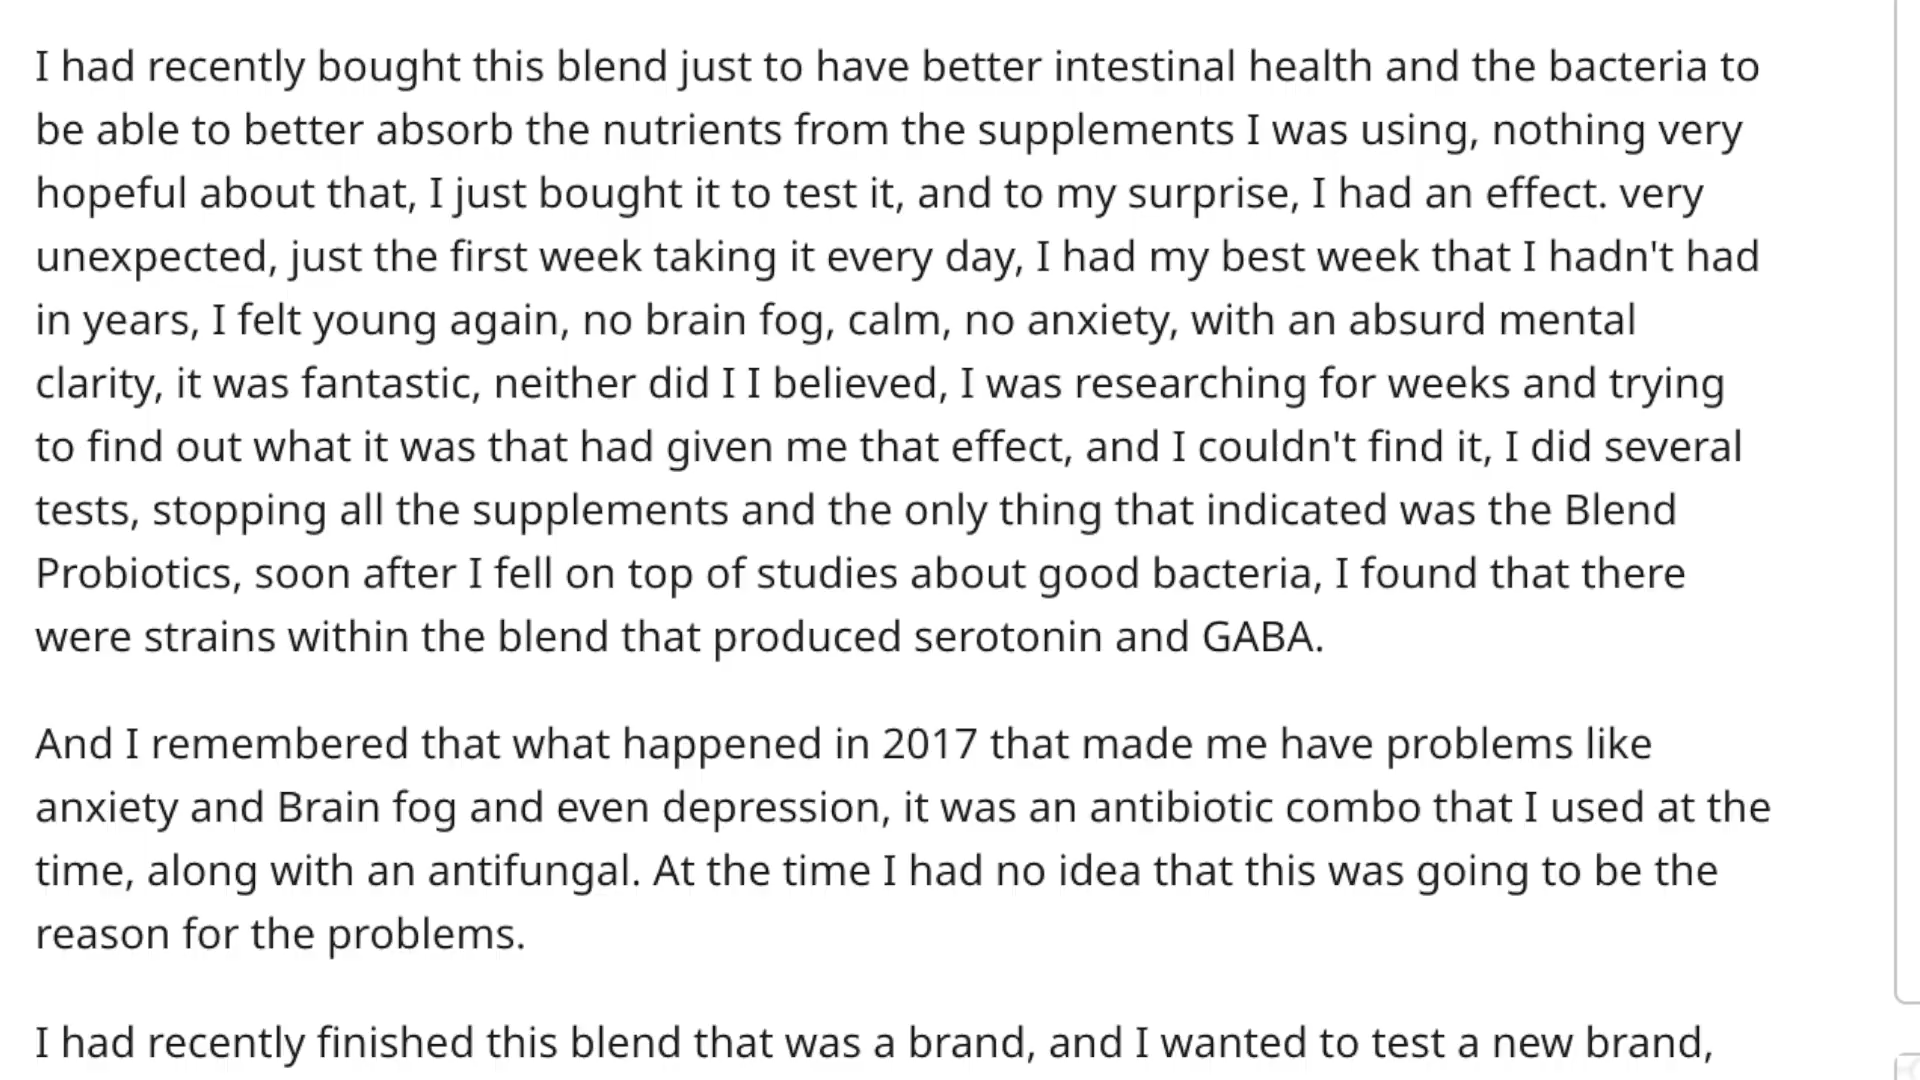 I had recently bought this blend just to have better intestinal health and the bacteria to
be able to better absorb the nutrients from the supplements I was using, nothing very
hopeful about that, I just bought it to test it, and to my surprise, I had an effect. very
unexpected, just the first week taking it every day, I had my best week that I hadn't had
in years, I felt young again, no brain fog, calm, no anxiety, with an absurd mental
clarity, it was fantastic, neither did I I believed, I was researching for weeks and trying
to find out what it was that had given me that effect, and I couldn't find it, I did several
tests, stopping all the supplements and the only thing that indicated was the Blend
Probiotics, soon after I fell on top of studies about good bacteria, I found that there
were strains within the blend that produced serotonin and GABA.
And I remembered that what happened in 2017 that made me have problems like
anxiety and Brain fog and even depression, it was an antibiotic combo that I used at the
time, along with an antifungal. At the time I had no idea that this was going to be the
reason for the problems.
I had recently finished this blend that was a brand, and I wanted to test a new brand,